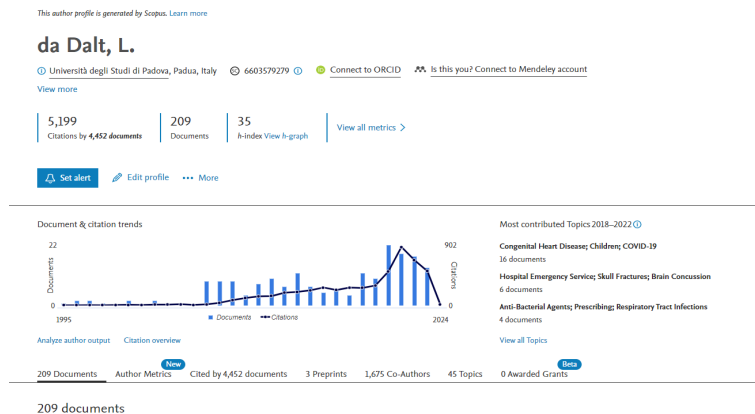 This author profile is generated by Scopus. Learn more
da Dalt, L.
Università degli Studi di Padova, Padua, Italy SC 6603579279 Connect to ORCID Is this you? Connect to Mendeley account
View more
5,199 209 35
Citations by 4,452 documents Documents h-index View h-graph View all metrics >
Set alert Edit profile ••• More
Document & citation trends Most contributed Topics 2018–2022
22 902 Congenital Heart Disease; Children; COVID-19
16 documents
Documents Citations
Hospital Emergency Service; Skull Fractures; Brain Concussion
6 documents
0 0 Anti-Bacterial Agents; Prescribing; Respiratory Tract Infections
1995 Documents Citations 2024
4 documents
Analyze author output Citation overview View all Topics
New Beta
209 Documents Author Metrics Cited by 4,452 documents 3 Preprints 1,675 Co-Authors 45 Topics 0 Awarded Grants
209 documents